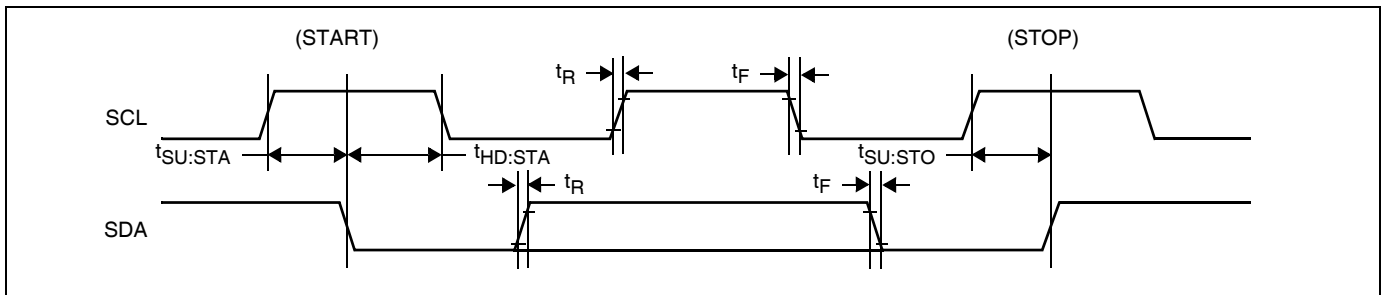 (START) (STOP)
tR tF
SCL
tSU:STA tHD:STA tSU:STO
tR tF
SDA